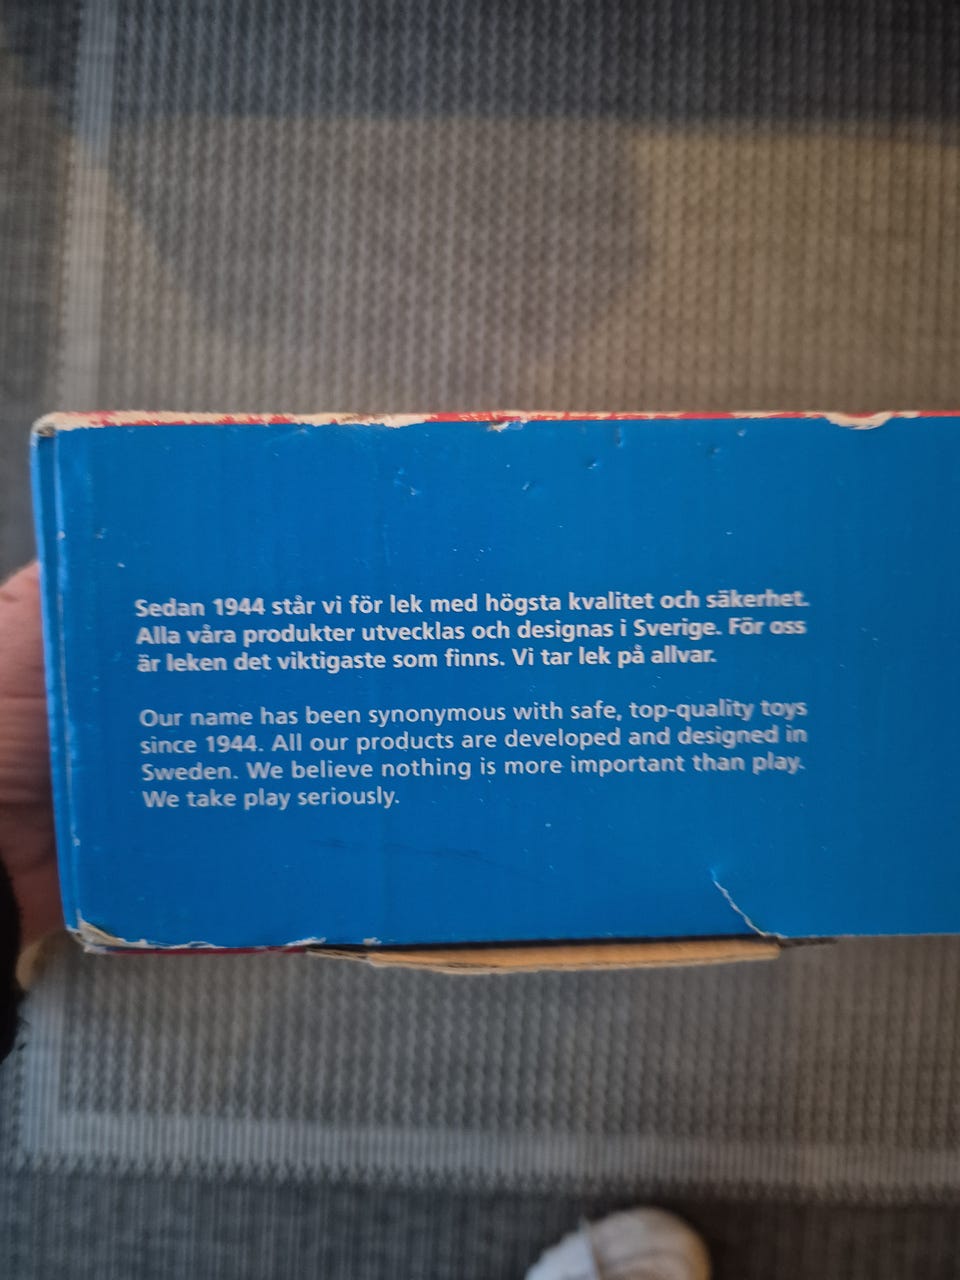 Sedan 1944 står vi för lek med högsta kvalitet och säkerhet.
Alla våra produkter utvecklas och designas i Sverige. För oss
är leken det viktigaste som finns. Vi tar lek på allvar.
Our name has been synonymous with safe, top-quality toys
since 1944. All our products are developed and designed in
Sweden. We believe nothing is more important than play.
We take play seriously.